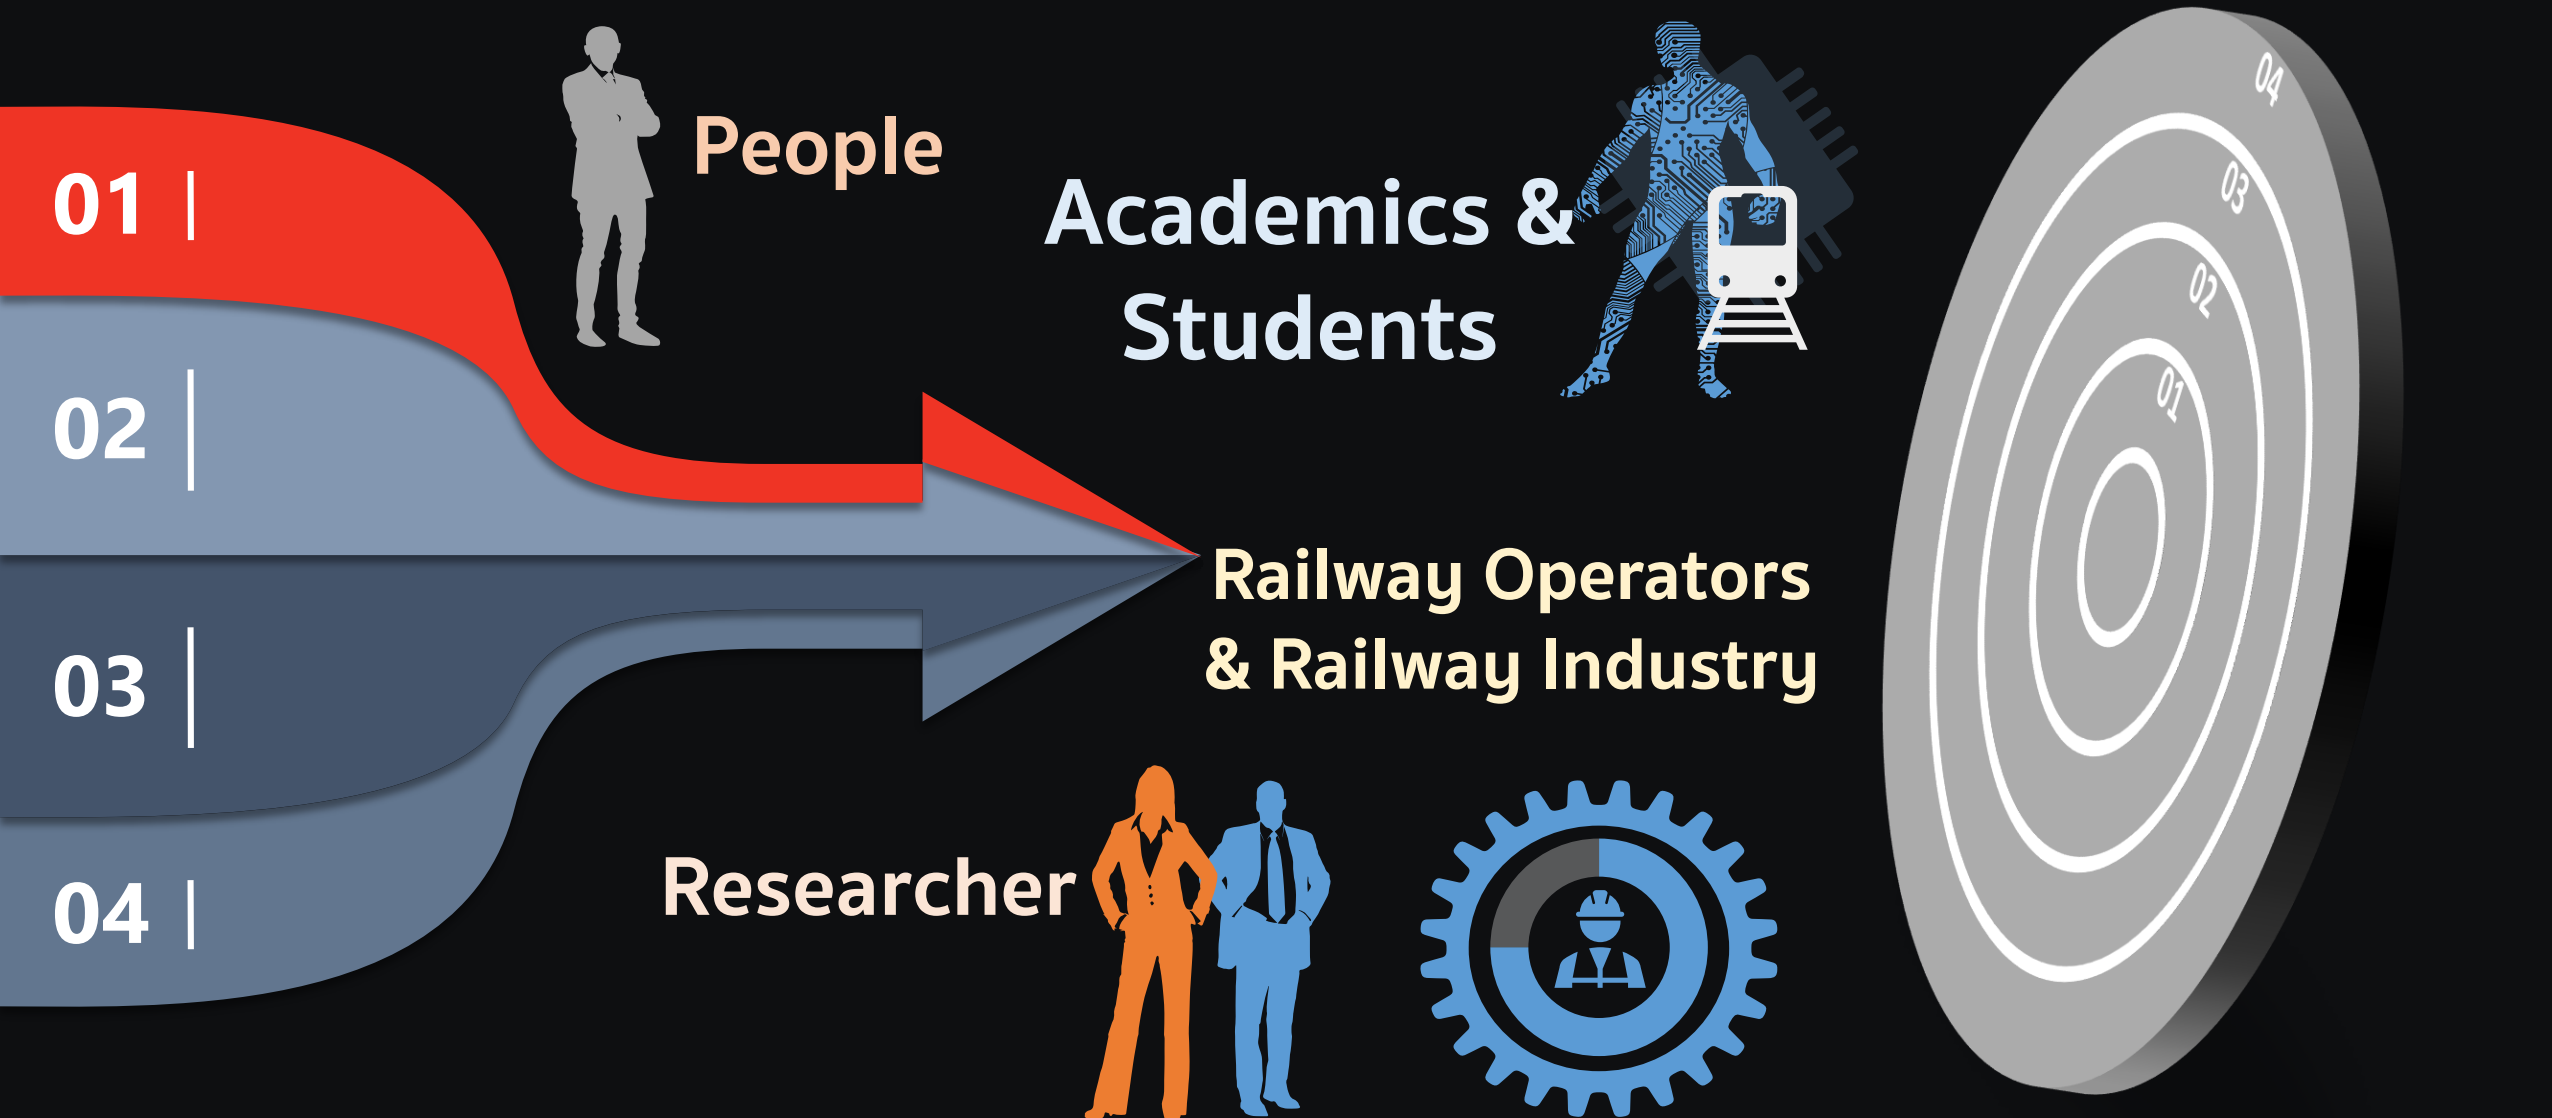 01
02
03
04
People
Academics &
Students
Railway Operators
& Railway Industry
Researcher
04
03
02
01